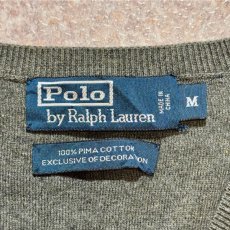 Polo
by Ralph Lauren
MADE IN
CHINA
M
100% PIMA COTTON
EXCLUSIVE OF DECORATION